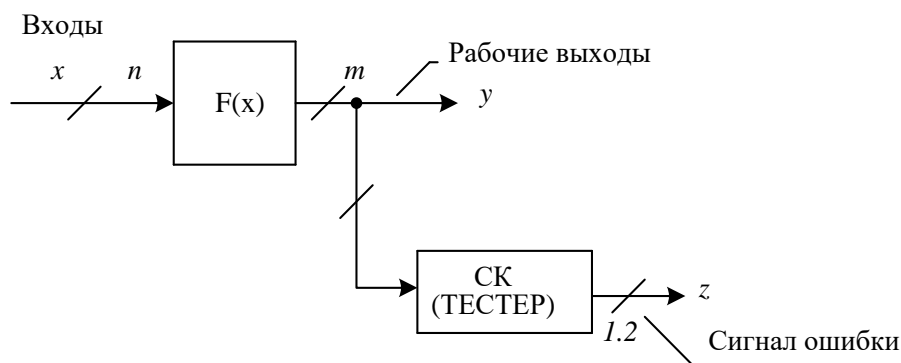 Входы
x
n
F(x)
m
Рабочие выходы
y
СК
(ТЕСТЕР)
z
1.2
Сигнал ошибки